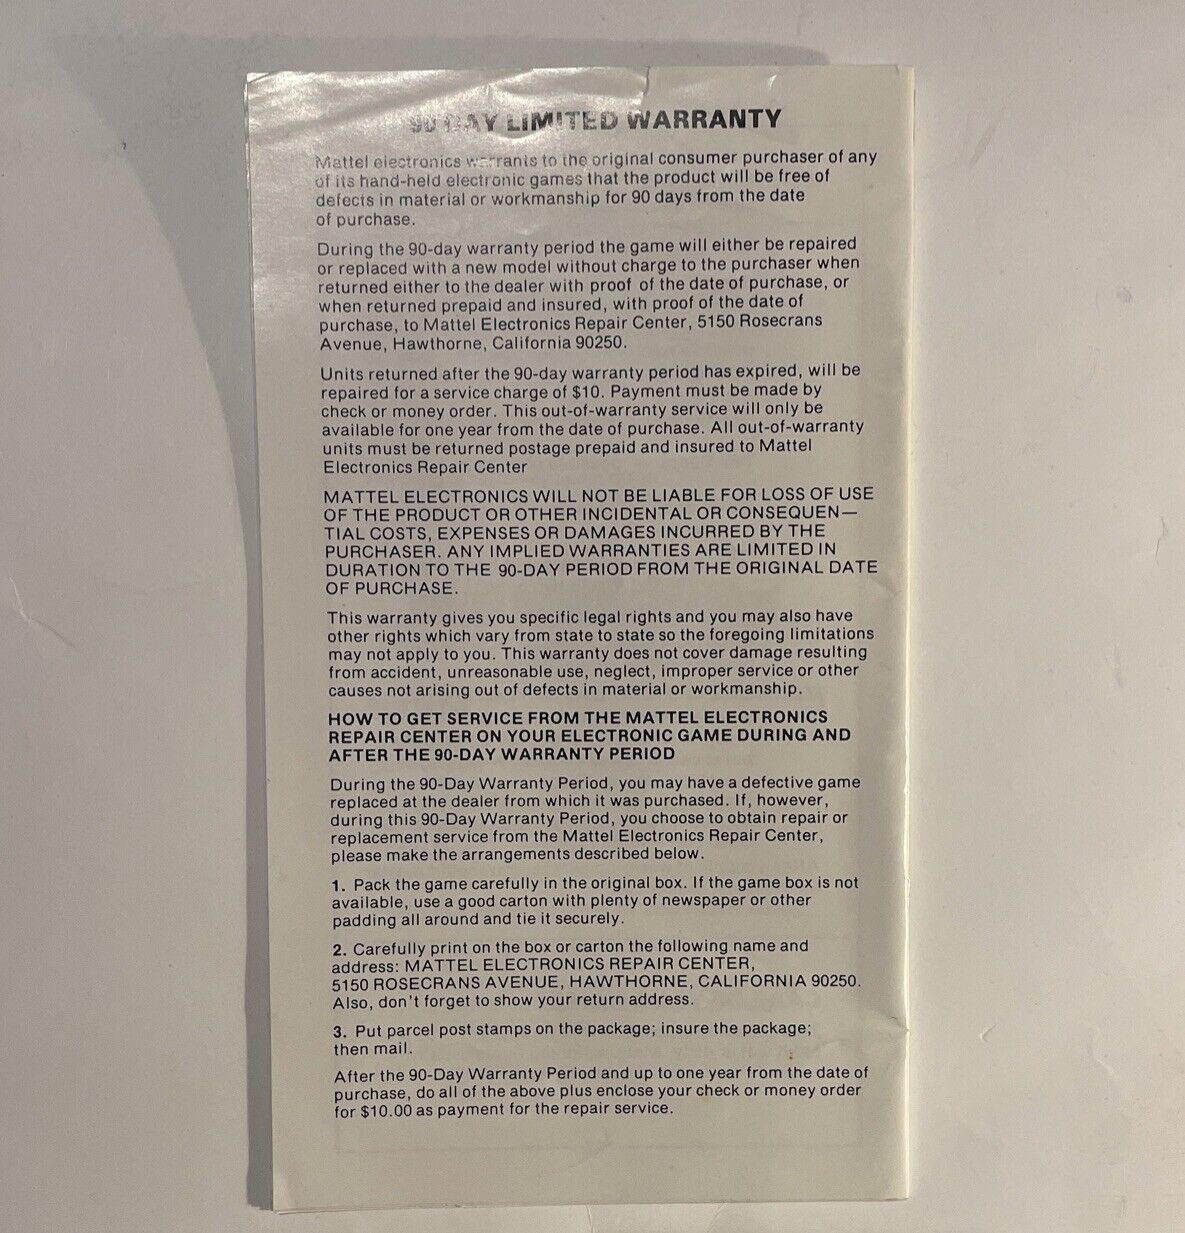 90 DAY LIMITED WARRANTY
Mattel electronics warrants to the original consumer purchaser of any
of its hand-held electronic games that the product will be free of
defects in material or workmanship for 90 days from the date
of purchase.
During the 90-day warranty period the game will either be repaired
or replaced with a new model without charge to the purchaser when
returned either to the dealer with proof of the date of purchase, or
when returned prepaid and insured, with proof of the date of
purchase, to Mattel Electronics Repair Center, 5150 Rosecrans
Avenue, Hawthorne, California 90250.
Units returned after the 90-day warranty period has expired, will be
repaired for a service charge of $10. Payment must be made by
check or money order. This out-of-warranty service will only be
available for one year from the date of purchase. All out-of-warranty
units must be returned postage prepaid and insured to Mattel
Electronics Repair Center
MATTEL ELECTRONICS WILL NOT BE LIABLE FOR LOSS OF USE
OF THE PRODUCT OR OTHER INCIDENTAL OR CONSEQUEN—
TIAL COSTS, EXPENSES OR DAMAGES INCURRED BY THE
PURCHASER. ANY IMPLIED WARRANTIES ARE LIMITED IN
DURATION TO THE 90-DAY PERIOD FROM THE ORIGINAL DATE
OF PURCHASE.
This warranty gives you specific legal rights and you may also have
other rights which vary from state to state so the foregoing limitations
may not apply to you. This warranty does not cover damage resulting
from accident, unreasonable use, neglect, improper service or other
causes not arising out of defects in material or workmanship.
HOW TO GET SERVICE FROM THE MATTEL ELECTRONICS
REPAIR CENTER ON YOUR ELECTRONIC GAME DURING AND
AFTER THE 90-DAY WARRANTY PERIOD
During the 90-Day Warranty Period, you may have a defective game
replaced at the dealer from which it was purchased. If, however,
during this 90-Day Warranty Period, you choose to obtain repair or
replacement service from the Mattel Electronics Repair Center,
please make the arrangements described below.
1. Pack the game carefully in the original box. If the game box is not
available, use a good carton with plenty of newspaper or other
padding all around and tie it securely.
2. Carefully print on the box or carton the following name and
address: MATTEL ELECTRONICS REPAIR CENTER,
5150 ROSECRANS AVENUE, HAWTHORNE, CALIFORNIA 90250.
Also, don't forget to show your return address.
3. Put parcel post stamps on the package; insure the package;
then mail.
After the 90-Day Warranty Period and up to one year from the date of
purchase, do all of the above plus enclose your check or money order
for $10.00 as payment for the repair service.